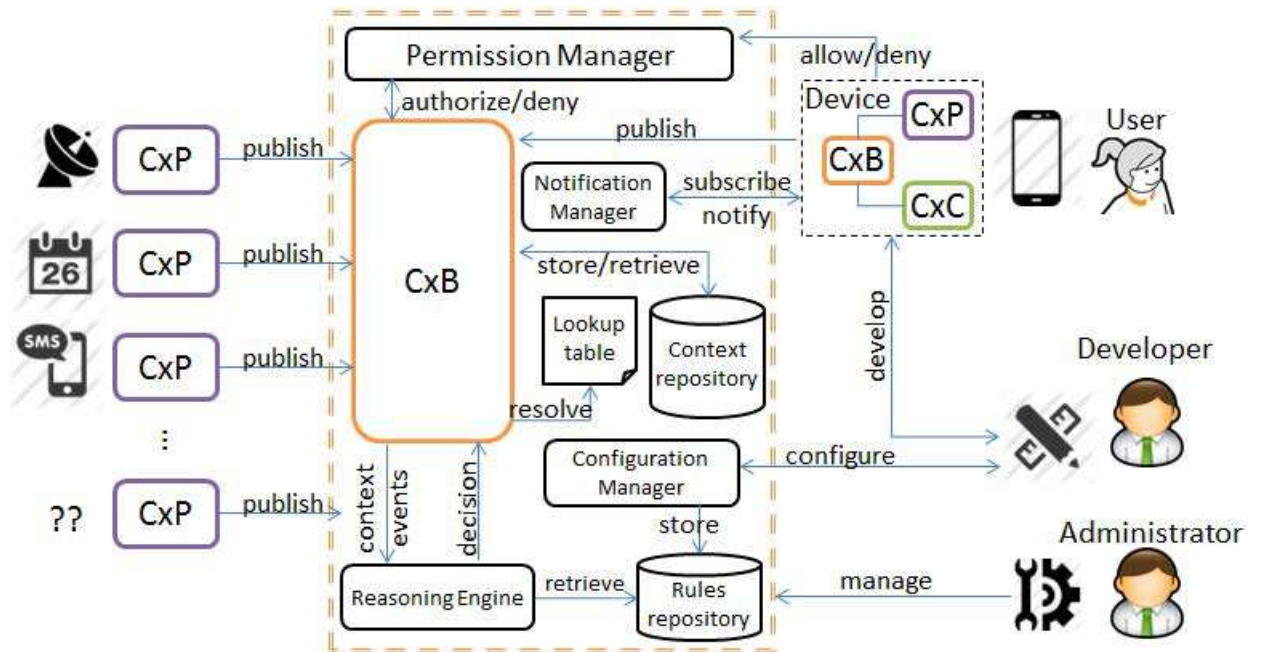 Permission Manager
allow/deny
authorize/deny
Device
CxP
User
CxP
publish
publish
CxB
Notification
Manager
subscribe
notify
CxC
26
CxP
publish
CxB
store/retrieve
SMS
CxP
publish
Lookup
table
Context
repository
develop
Developer
resolve
...
Configuration
Manager
configure
??
CxP
publish
context
events
decision
store
Administrator
Reasoning Engine
retrieve
Rules
repository
manage